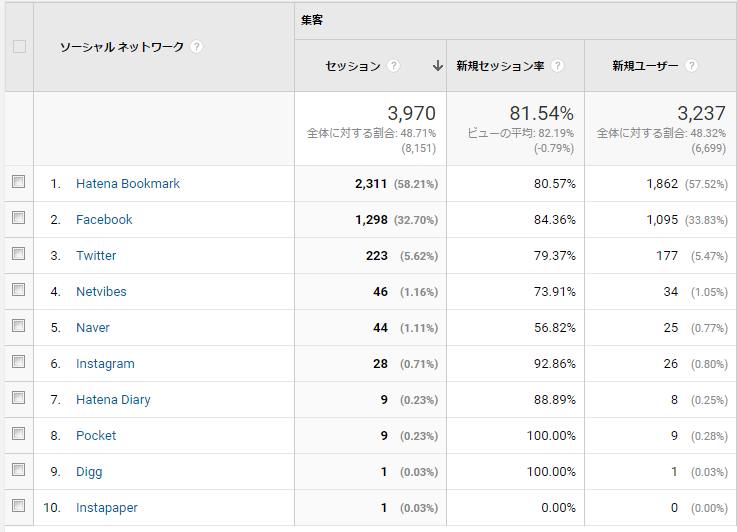 集客
ソーシャル ネットワーク ?
セッション ? ↓ 新規セッション率 ? 新規ユーザー ?
3,970 81.54% 3,237
全体に対する割合: 48.71% ビューの平均: 82.19% 全体に対する割合: 48.32%
(8,151) (-0.79%) (6,699)
1. Hatena Bookmark 2,311 (58.21%) 80.57% 1,862 (57.52%)
2. Facebook 1,298 (32.70%) 84.36% 1,095 (33.83%)
3. Twitter 223 (5.62%) 79.37% 177 (5.47%)
4. Netvibes 46 (1.16%) 73.91% 34 (1.05%)
5. Naver 44 (1.11%) 56.82% 25 (0.77%)
6. Instagram 28 (0.71%) 92.86% 26 (0.80%)
7. Hatena Diary 9 (0.23%) 88.89% 8 (0.25%)
8. Pocket 9 (0.23%) 100.00% 9 (0.28%)
9. Digg 1 (0.03%) 100.00% 1 (0.03%)
10. Instapaper 1 (0.03%) 0.00% 0 (0.00%)